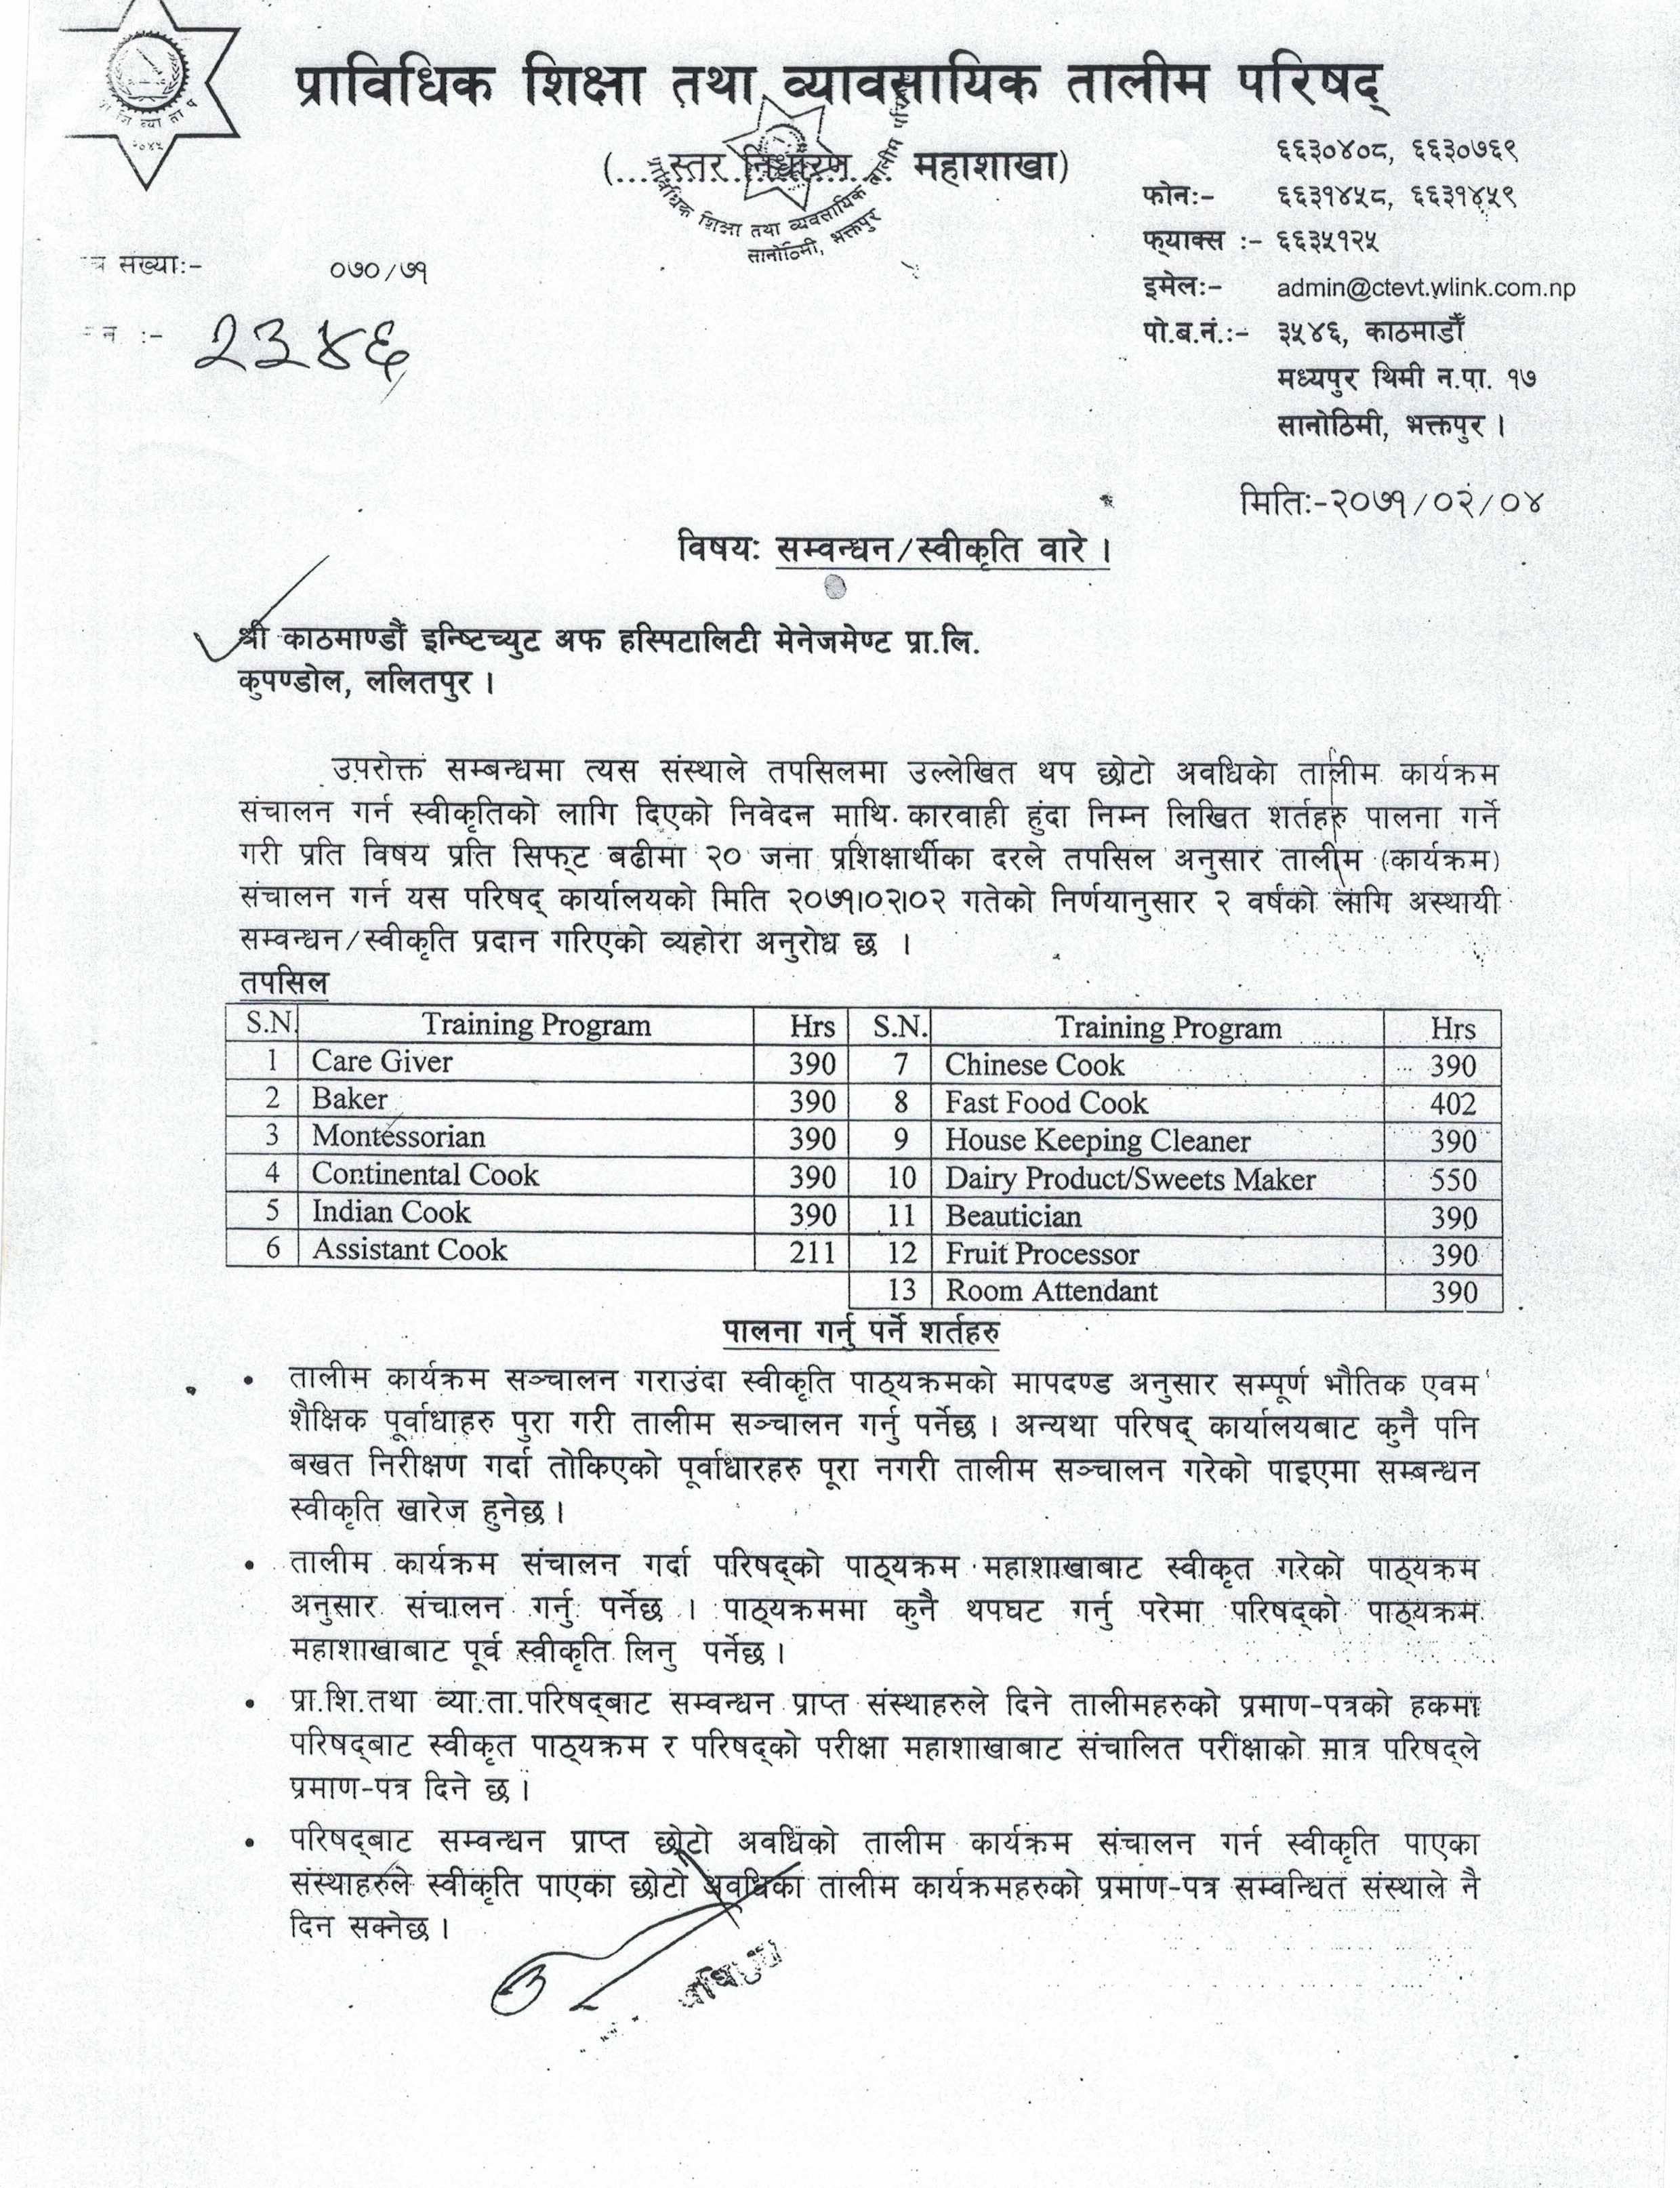 प्राविधिक शिक्षा तथा व्यावसायिक तालीम परिषद्
(....स्तर निर्धारण.... महाशाखा)
प्राविधिक शिक्षा तथा व्यवसायिक तालीम परिषद्
सानोठिमी, भक्तपुर
२०४५
६६३०४०८, ६६३०७६९
फोनः- ६६३१४५८, ६६३१४५९
फ्याक्स :- ६६३५१२५
इमेलः- admin@ctevt.wlink.com.np
पो.ब.नं.:- ३५४६, काठमाडौँ
मध्यपुर थिमी न.पा. १७
सानोठिमी, भक्तपुर ।
संख्याः- ०७०/७१
न :- २३४६
मितिः-२०७१/०२/०४
विषयः सम्वन्धन/स्वीकृति वारे ।
श्री काठमाण्डौं इन्ष्टिच्युट अफ हस्पिटालिटी मेनेजमेण्ट प्रा.लि.
कुपण्डोल, ललितपुर ।
उपरोक्त सम्बन्धमा त्यस संस्थाले तपसिलमा उल्लेखित थप छोटो अवधिको तालीम कार्यक्रम
संचालन गर्न स्वीकृतिको लागि दिएको निवेदन माथि कारवाही हुंदा निम्न लिखित शर्तहरु पालना गर्ने
गरी प्रति विषय प्रति सिफ्ट बढीमा २० जना प्रशिक्षार्थीका दरले तपसिल अनुसार तालीम (कार्यक्रम)
संचालन गर्न यस परिषद् कार्यालयको मिति २०७१।०२।०२ गतेको निर्णयानुसार २ वर्षको लागि अस्थायी
सम्वन्धन/स्वीकृति प्रदान गरिएको व्यहोरा अनुरोध छ ।
तपसिल
S.N. Training Program Hrs S.N. Training Program Hrs
1 Care Giver 390 7 Chinese Cook 390
2 Baker 390 8 Fast Food Cook 402
3 Montessorian 390 9 House Keeping Cleaner 390
4 Continental Cook 390 10 Dairy Product/Sweets Maker 550
5 Indian Cook 390 11 Beautician 390
6 Assistant Cook 211 12 Fruit Processor 390
13 Room Attendant 390
पालना गर्नु पर्ने शर्तहरु
• तालीम कार्यक्रम सञ्चालन गराउंदा स्वीकृति पाठ्यक्रमको मापदण्ड अनुसार सम्पूर्ण भौतिक एवम
शैक्षिक पूर्वाधाहरु पुरा गरी तालीम सञ्चालन गर्नु पर्नेछ । अन्यथा परिषद् कार्यालयबाट कुनै पनि
बखत निरीक्षण गर्दा तोकिएको पूर्वाधारहरु पूरा नगरी तालीम सञ्चालन गरेको पाइएमा सम्बन्धन
स्वीकृति खारेज हुनेछ ।
• तालीम कार्यक्रम संचालन गर्दा परिषद्को पाठ्यक्रम महाशाखाबाट स्वीकृत गरेको पाठ्यक्रम
अनुसार संचालन गर्नु पर्नेछ । पाठ्यक्रममा कुनै थपघट गर्नु परेमा परिषद्को पाठ्यक्रम
महाशाखाबाट पूर्व स्वीकृति लिनु पर्नेछ ।
• प्रा.शि.तथा व्या.ता.परिषद्बाट सम्वन्धन प्राप्त संस्थाहरुले दिने तालीमहरुको प्रमाण-पत्रको हकमा
परिषद्बाट स्वीकृत पाठ्यक्रम र परिषद्को परीक्षा महाशाखाबाट संचालित परीक्षाको मात्र परिषद्ले
प्रमाण-पत्र दिने छ ।
• परिषद्बाट सम्वन्धन प्राप्त छोटो अवधिको तालीम कार्यक्रम संचालन गर्न स्वीकृति पाएका
संस्थाहरुले स्वीकृति पाएका छोटो अवधिका तालीम कार्यक्रमहरुको प्रमाण-पत्र सम्वन्धित संस्थाले नै
दिन सक्नेछ ।